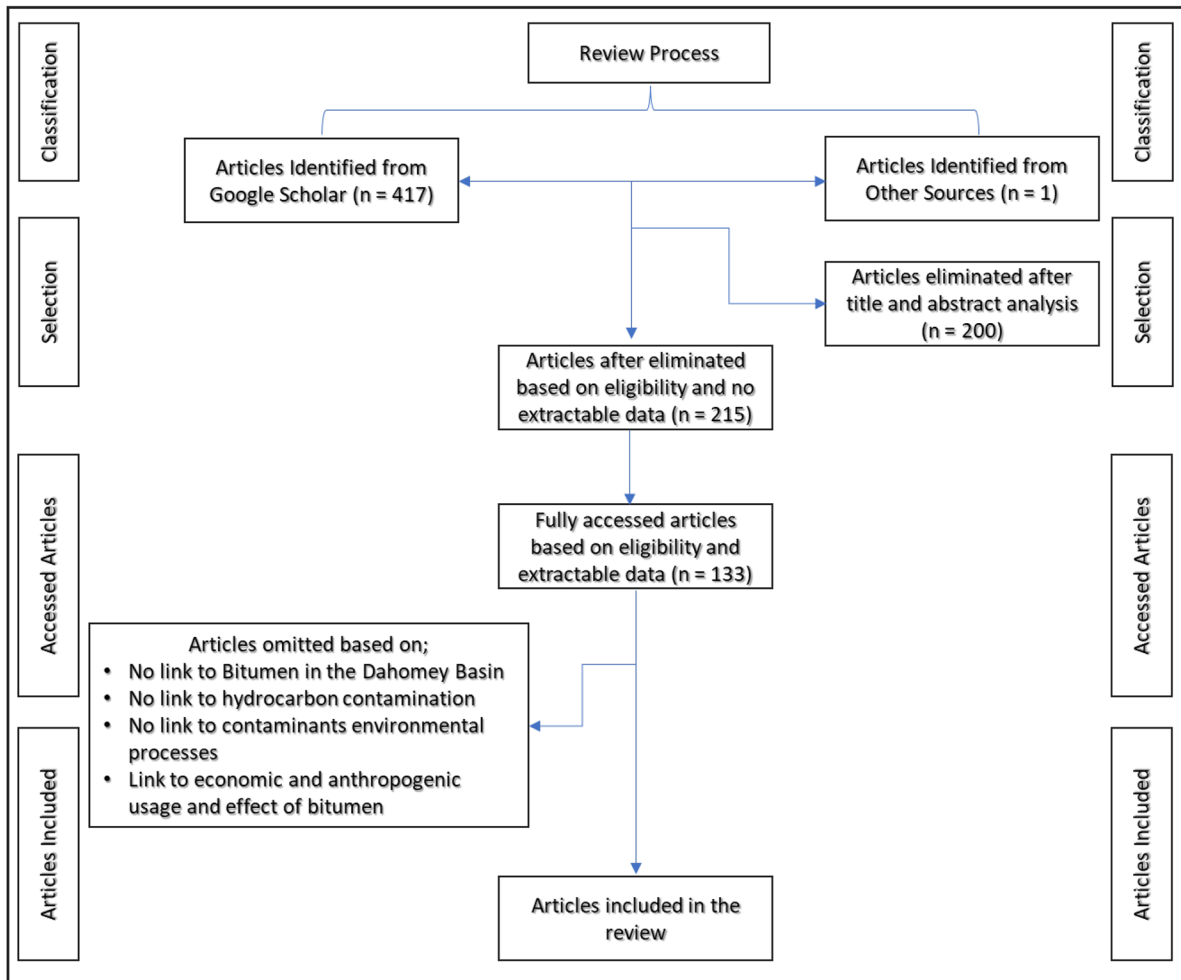 Review Process
Classification
Classification
Articles Identified from
Google Scholar (n = 417)
Articles Identified from
Other Sources (n = 1)
Selection
Selection
Articles eliminated after
title and abstract analysis
(n = 200)
Articles after eliminated
based on eligibility and no
extractable data (n = 215)
Accessed Articles
Accessed Articles
Fully accessed articles
based on eligibility and
extractable data (n = 133)
Articles omitted based on;
• No link to Bitumen in the Dahomey Basin
• No link to hydrocarbon contamination
• No link to contaminants environmental
processes
• Link to economic and anthropogenic
usage and effect of bitumen
Articles Included
Articles Included
Articles included in the
review